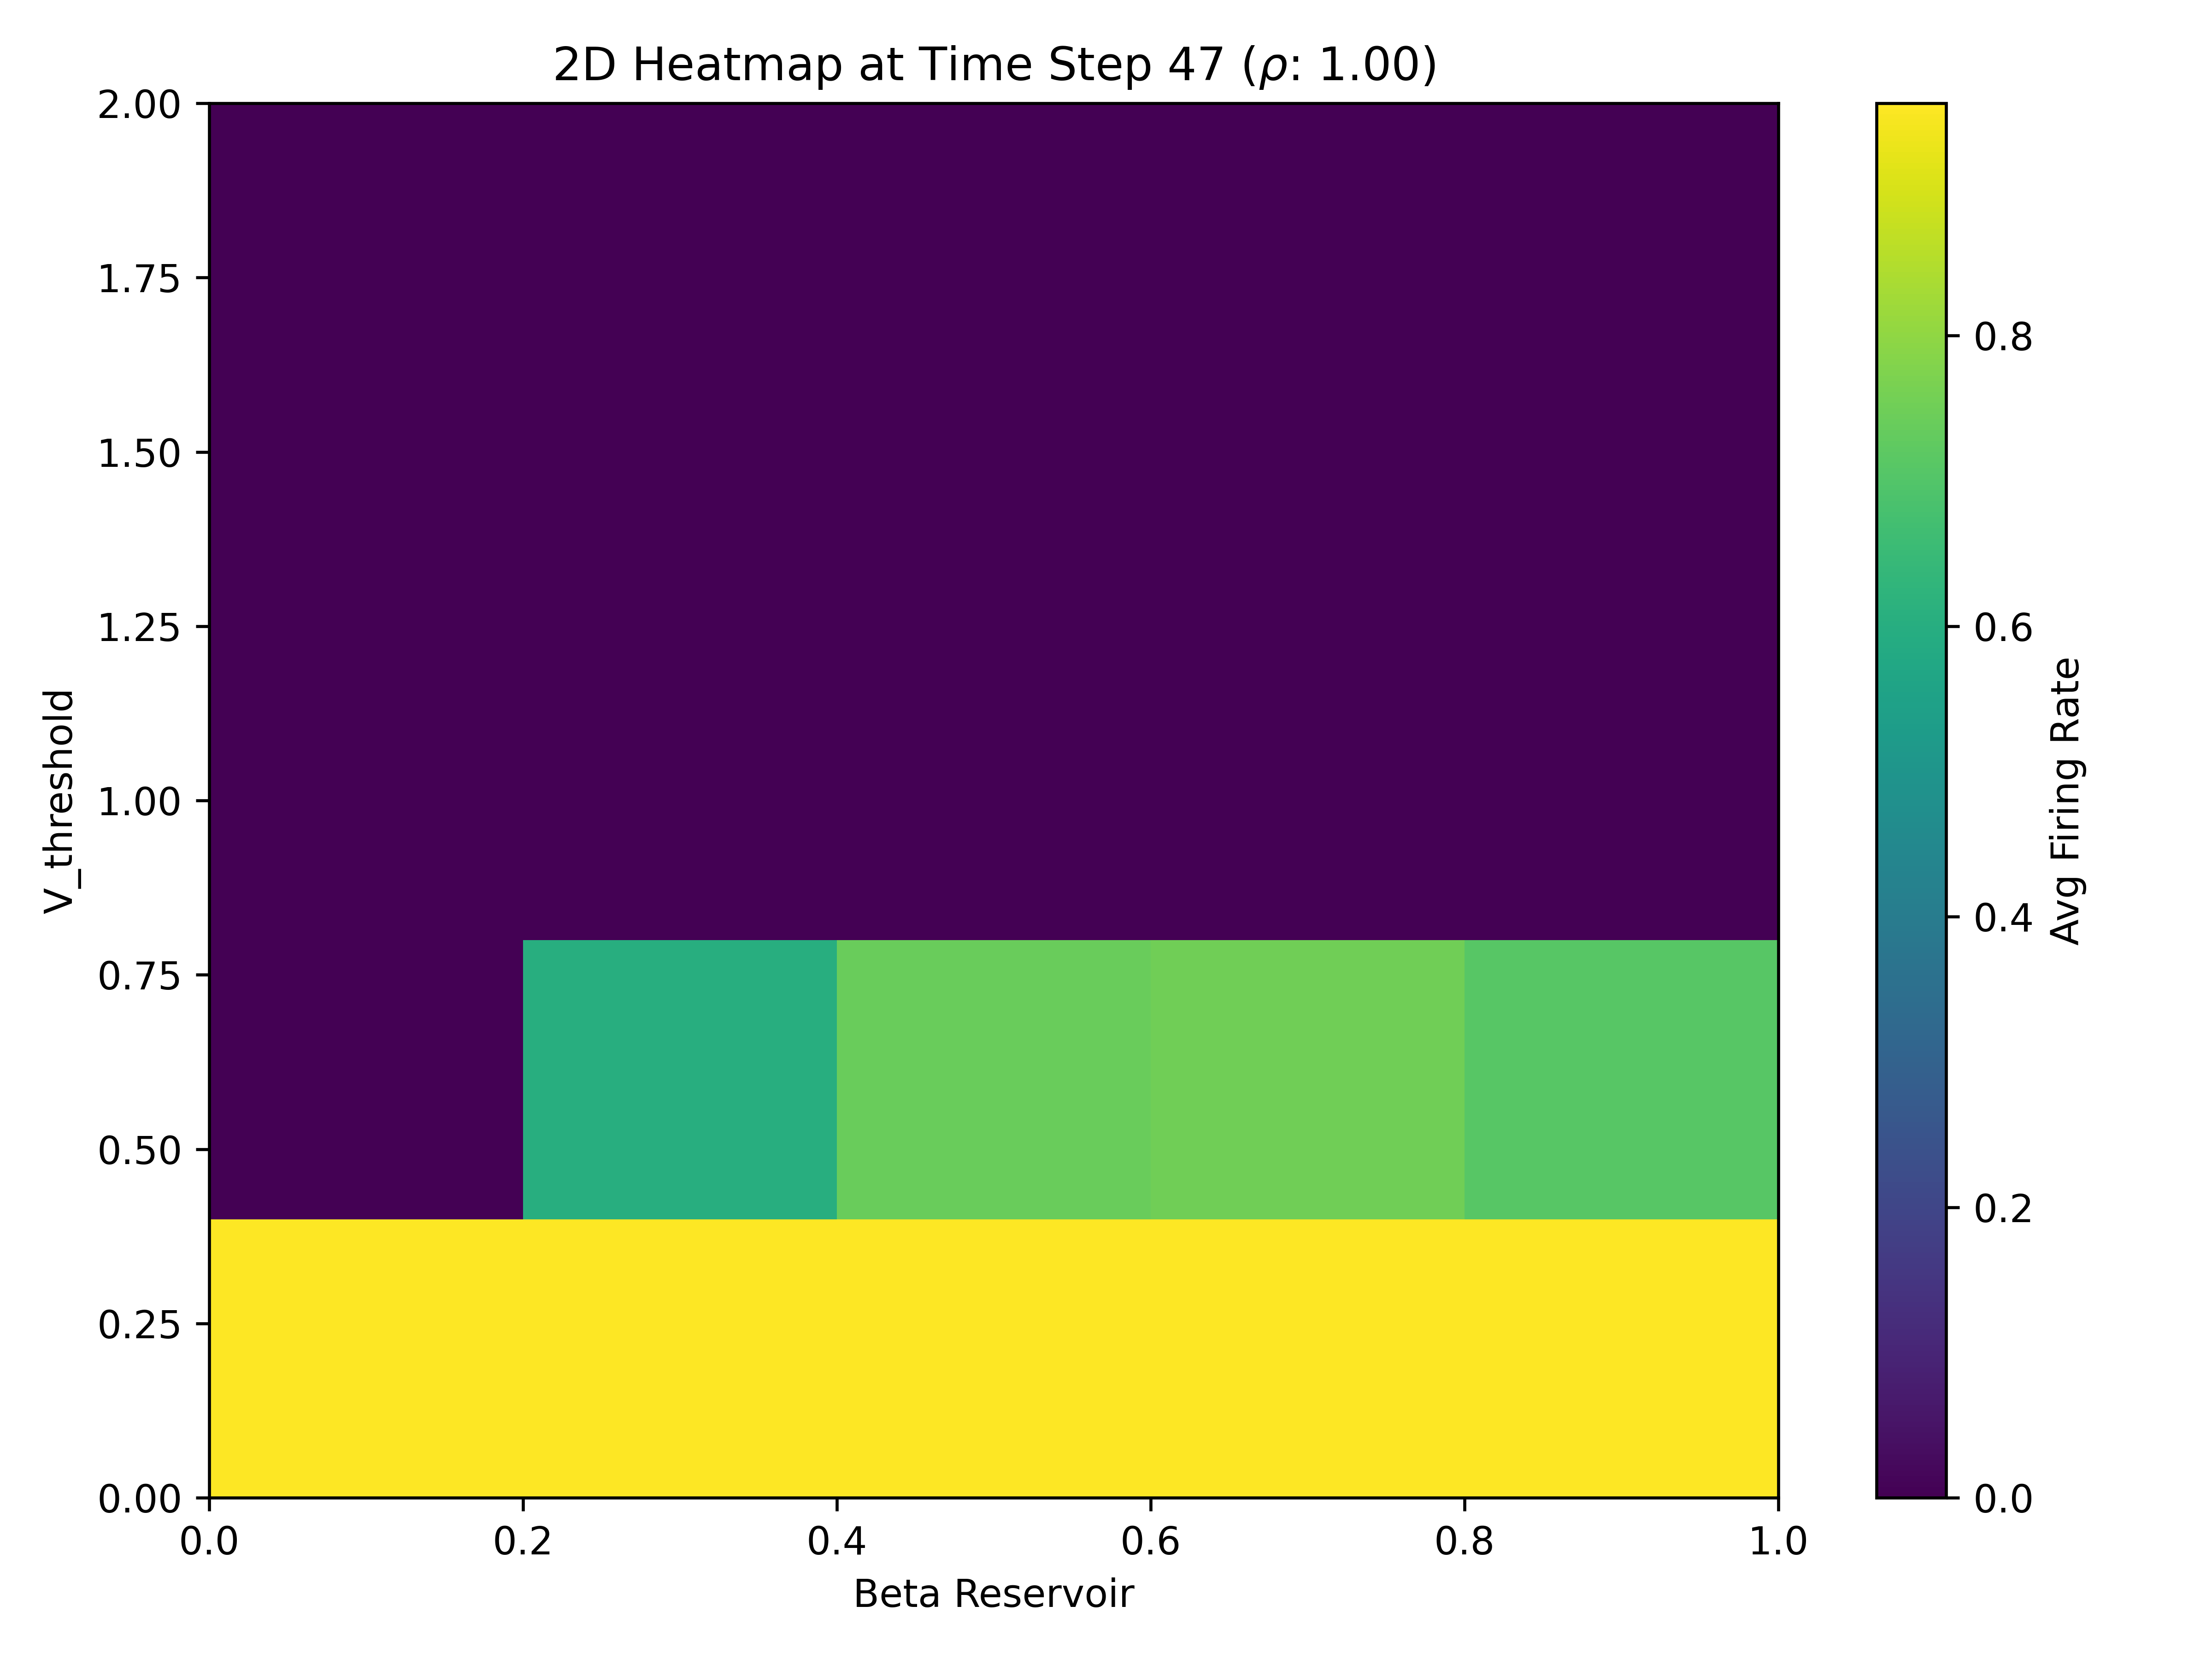 2D Heatmap at Time Step 47 (ρ: 1.00)
2.00
1.75
1.50
1.25
1.00
0.75
0.50
0.25
0.00
V_threshold
0.0 0.2 0.4 0.6 0.8 1.0
Beta Reservoir
0.8
0.6
0.4
0.2
0.0
Avg Firing Rate